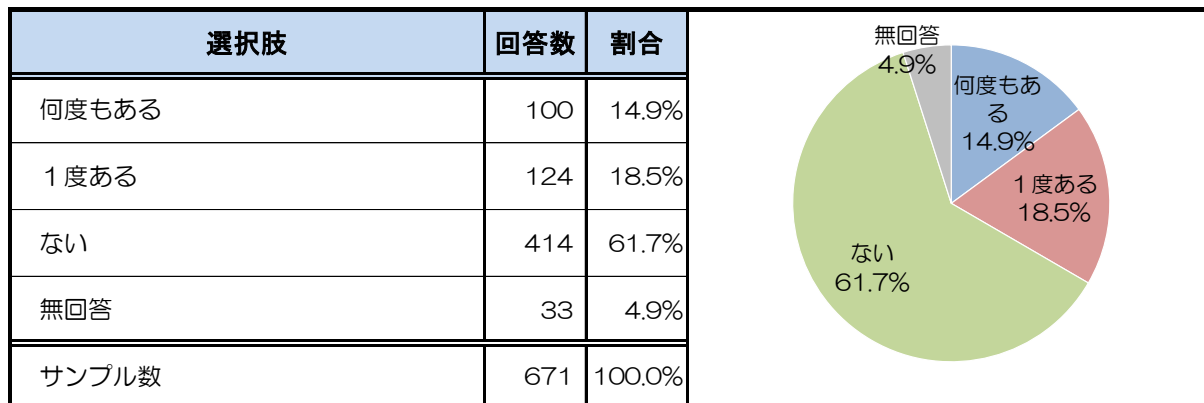 選択肢 回答数 割合
何度もある 100 14.9%
１度ある 124 18.5%
ない 414 61.7%
無回答 33 4.9%
サンプル数 671 100.0%
無回答
4.9%
何度もあ
る
14.9%
１度ある
18.5%
ない
61.7%